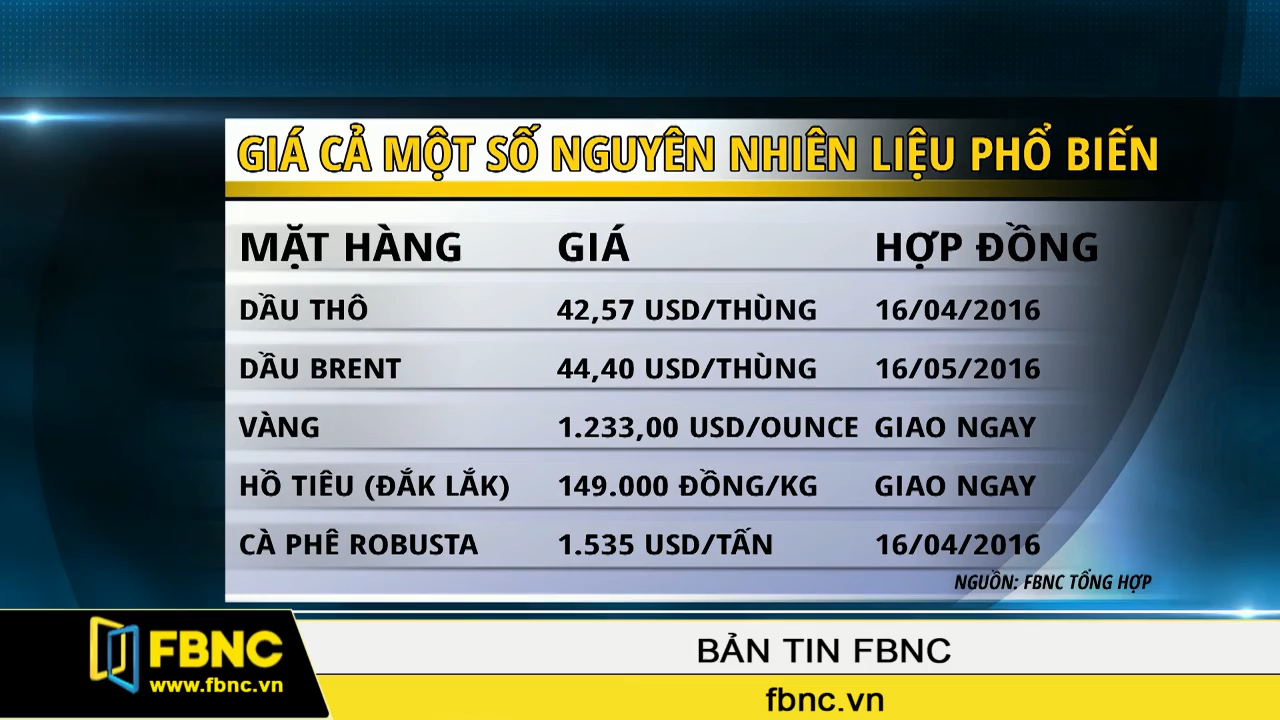 GIÁ CẢ MỘT SỐ NGUYÊN NHIÊN LIỆU PHỔ BIẾN
MẶT HÀNG GIÁ HỢP ĐỒNG
DẦU THÔ 42,57 USD/THÙNG 16/04/2016
DẦU BRENT 44,40 USD/THÙNG 16/05/2016
VÀNG 1.233,00 USD/OUNCE GIAO NGAY
HỒ TIÊU (ĐẮK LẮK) 149.000 ĐỒNG/KG GIAO NGAY
CÀ PHÊ ROBUSTA 1.535 USD/TẤN 16/04/2016
NGUỒN: FBNC TỔNG HỢP
FBNC
www.fbnc.vn
BẢN TIN FBNC
fbnc.vn